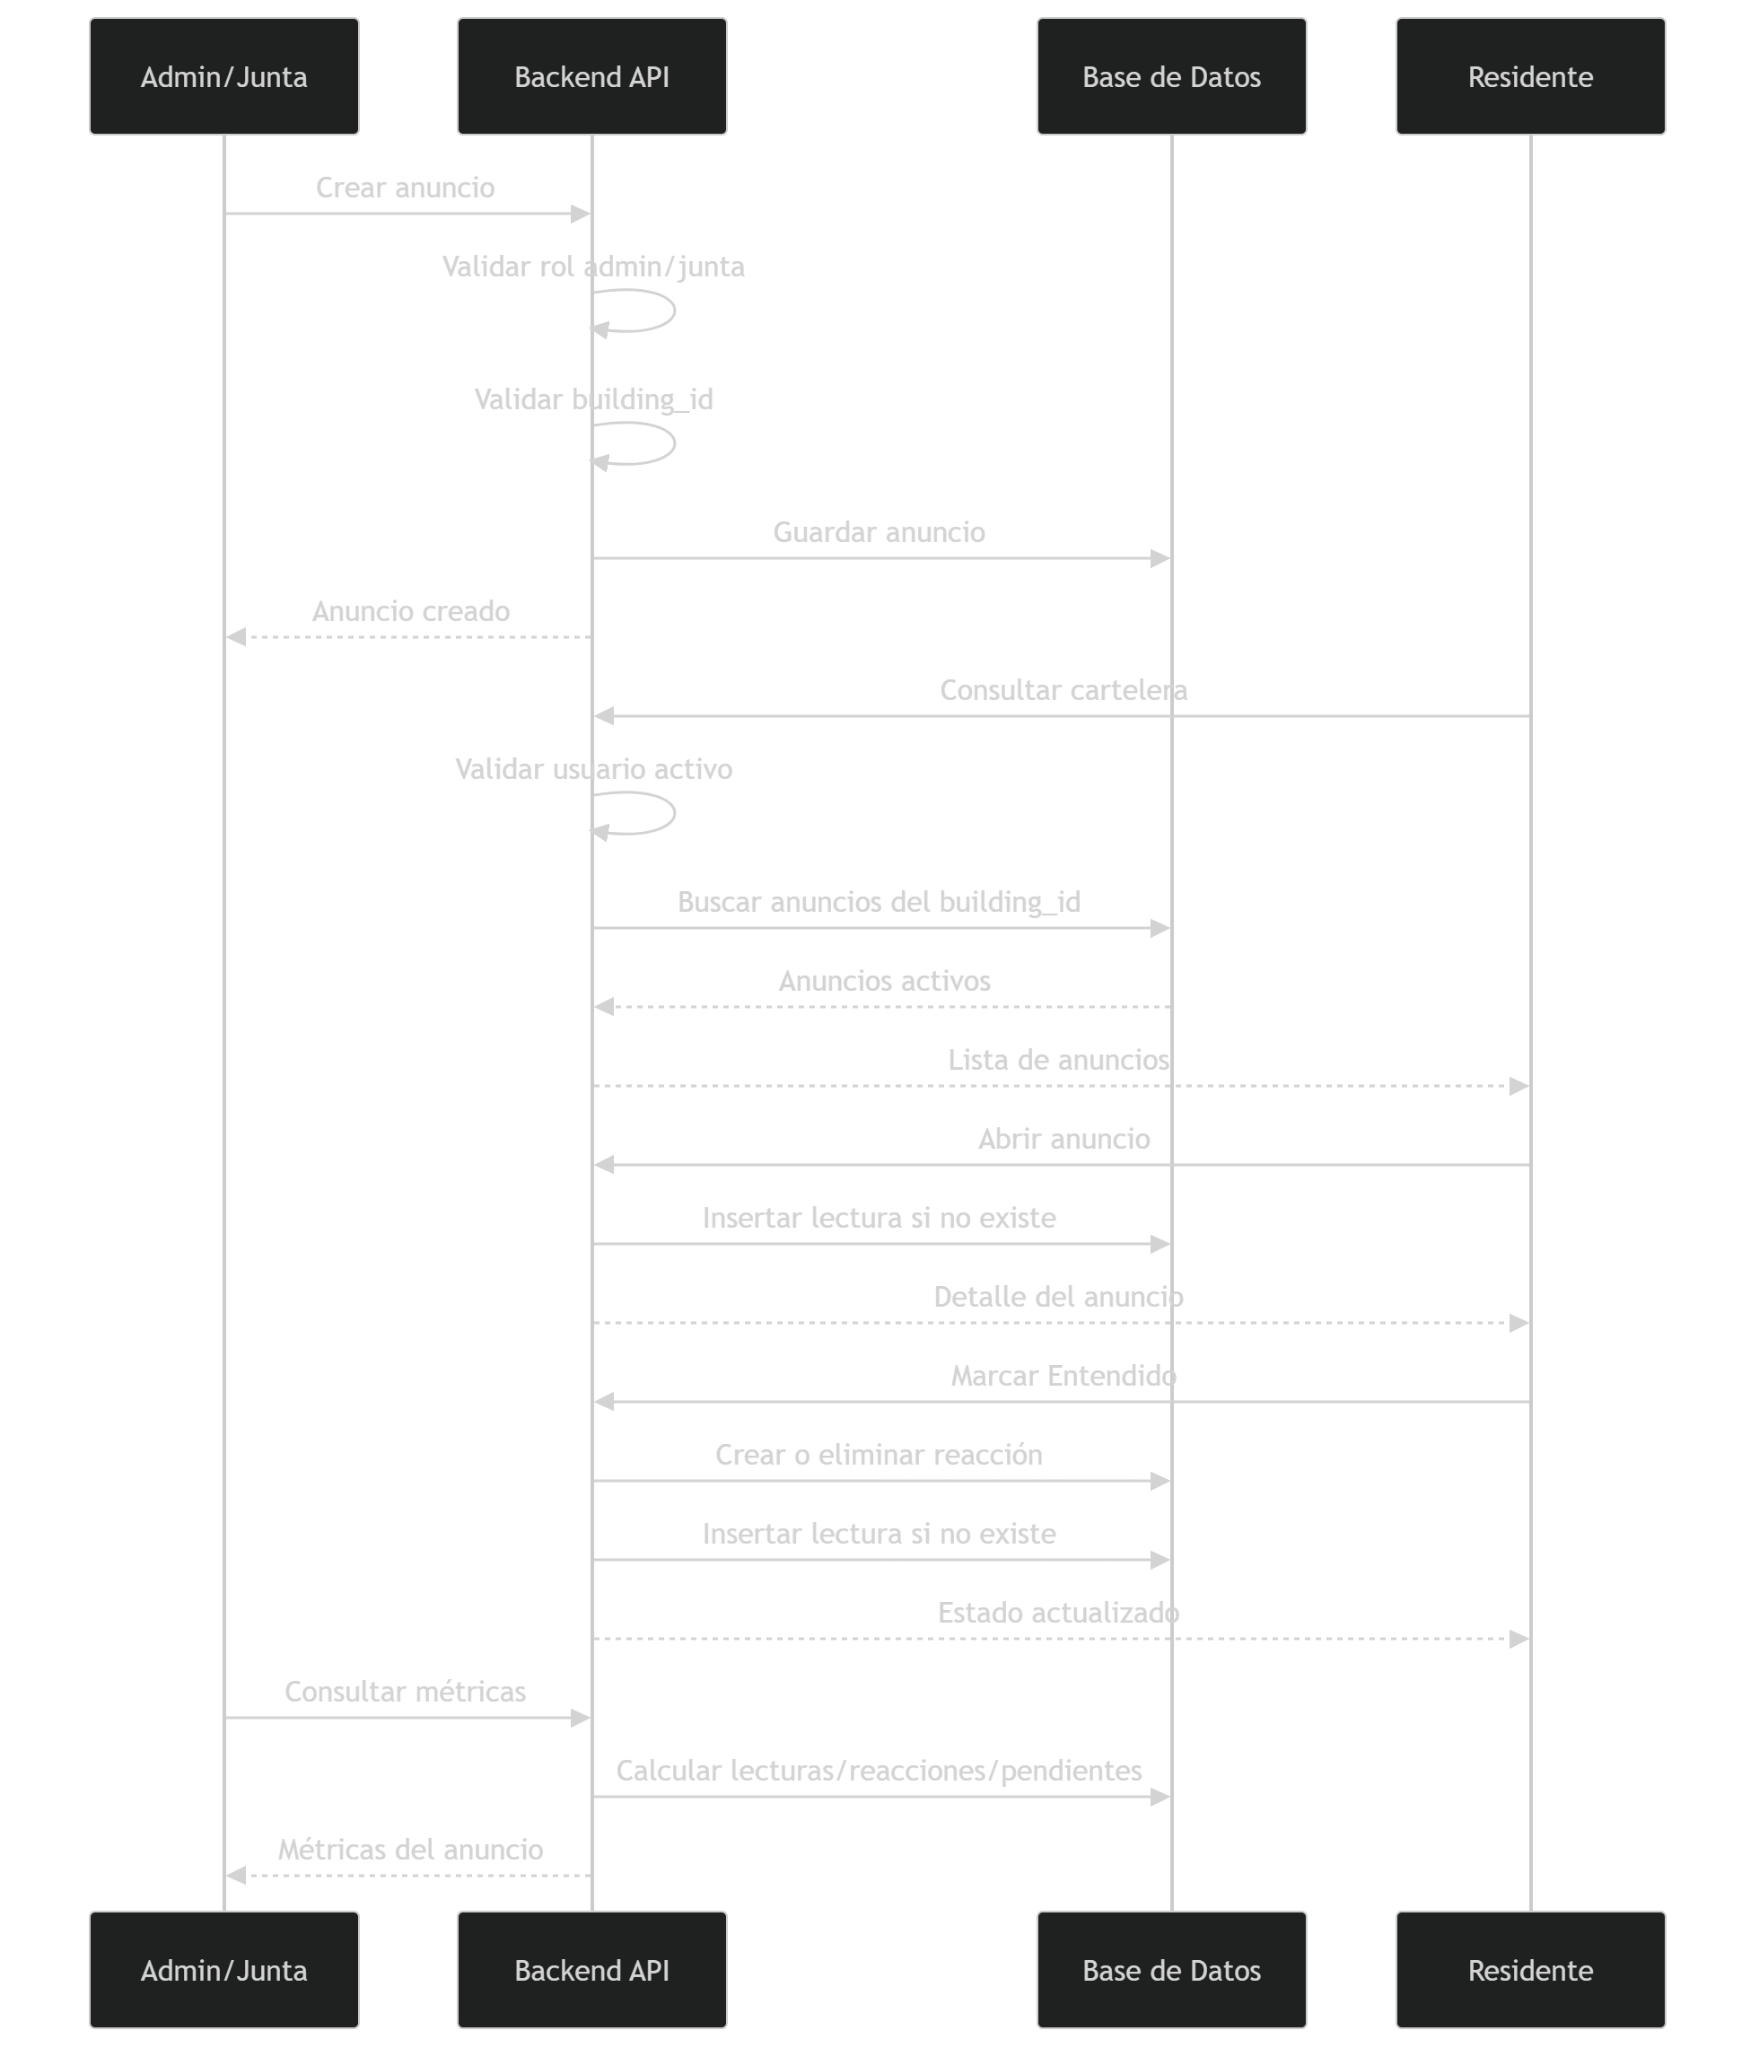 Admin/Junta
Backend API
Base de Datos
Residente
Crear anuncio
Validar rol admin/junta
Validar building_id
Guardar anuncio
Anuncio creado
Consultar cartelera
Validar usuario activo
Buscar anuncios del building_id
Anuncios activos
Lista de anuncios
Abrir anuncio
Insertar lectura si no existe
Detalle del anuncio
Marcar Entendido
Crear o eliminar reacción
Insertar lectura si no existe
Estado actualizado
Consultar métricas
Calcular lecturas/reacciones/pendientes
Métricas del anuncio
Admin/Junta
Backend API
Base de Datos
Residente